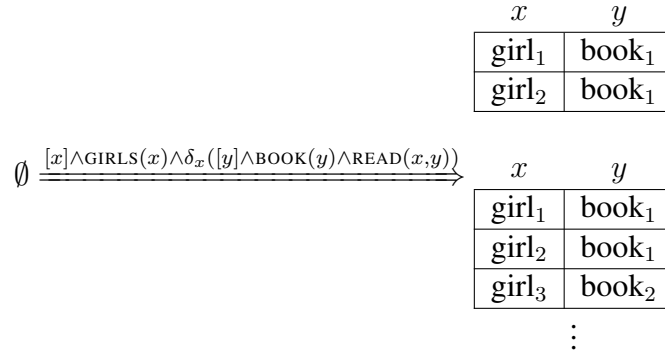 x y
girl₁ book₁
girl₂ book₁
∅ [x]∧GIRLS(x)∧δₓ([y]∧BOOK(y)∧READ(x,y))
x y
girl₁ book₁
girl₂ book₁
girl₃ book₂
⋮